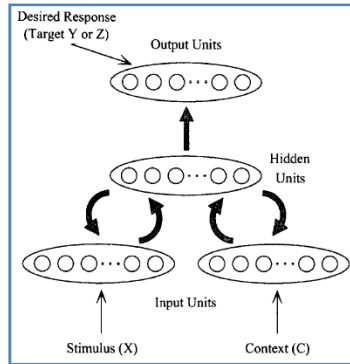 Desired Response
(Target Y or Z)
Output Units
Hidden
Units
Input Units
Stimulus (X)
Context (C)